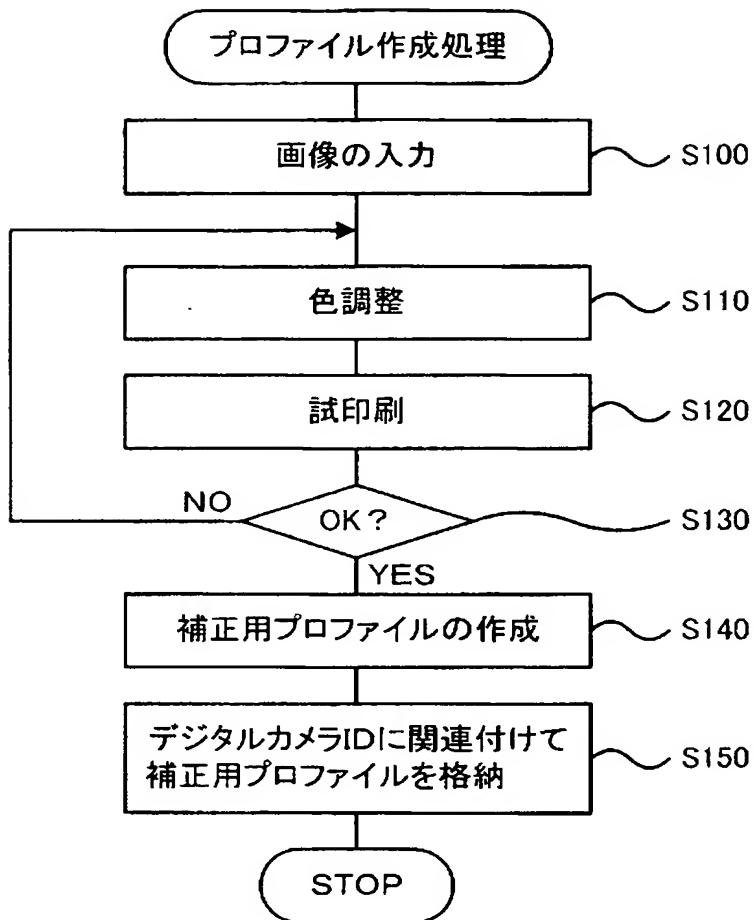 プロファイル作成処理
画像の入力
S100
色調整
S110
試印刷
S120
NO
OK?
S130
YES
補正用プロファイルの作成
S140
デジタルカメラIDに関連付けて
補正用プロファイルを格納
S150
STOP